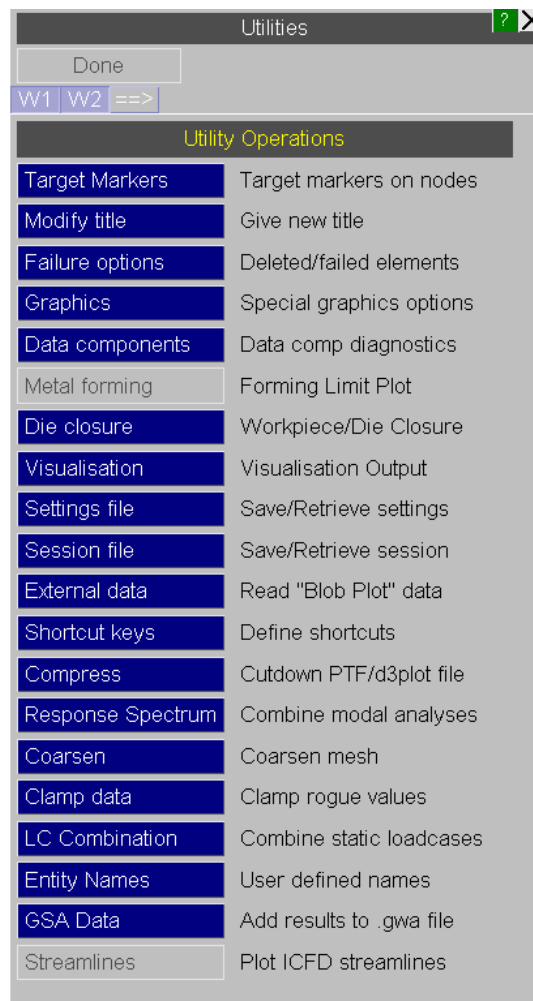 Utilities ? X
Done
W1 W2 ==>
Utility Operations
Target Markers Target markers on nodes
Modify title Give new title
Failure options Deleted/failed elements
Graphics Special graphics options
Data components Data comp diagnostics
Metal forming Forming Limit Plot
Die closure Workpiece/Die Closure
Visualisation Visualisation Output
Settings file Save/Retrieve settings
Session file Save/Retrieve session
External data Read "Blob Plot" data
Shortcut keys Define shortcuts
Compress Cutdown PTF/d3plot file
Response Spectrum Combine modal analyses
Coarsen Coarsen mesh
Clamp data Clamp rogue values
LC Combination Combine static loadcases
Entity Names User defined names
GSA Data Add results to .gwa file
Streamlines Plot ICFD streamlines